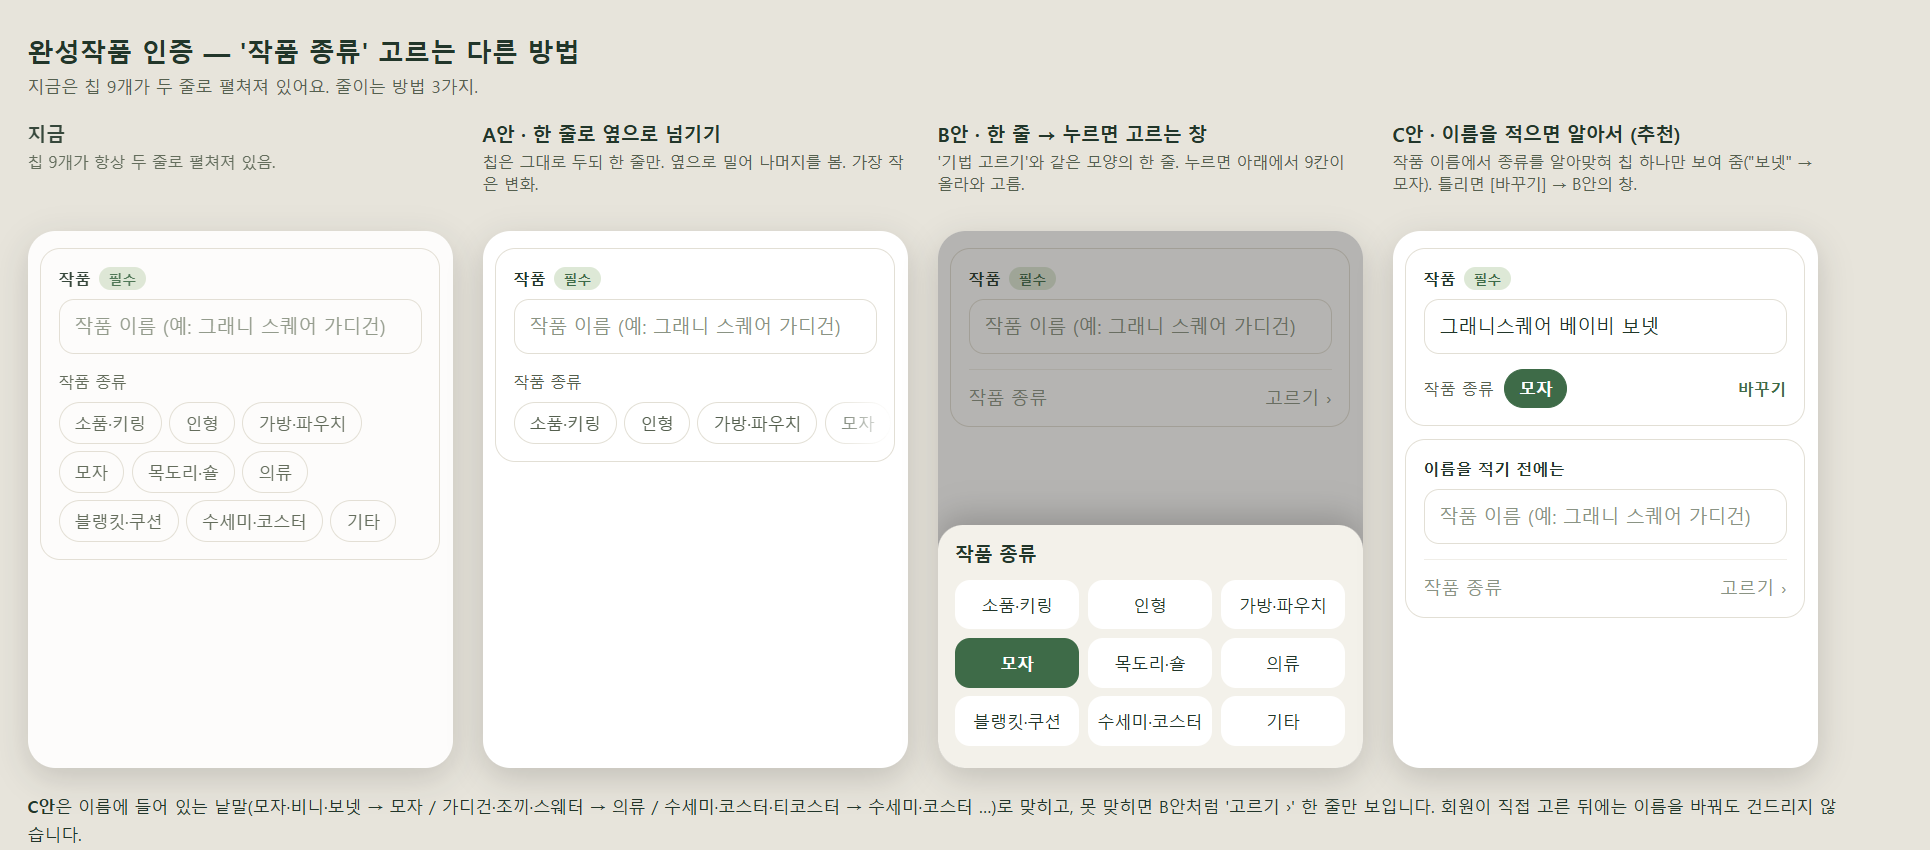 완성작품 인증 — '작품 종류' 고르는 다른 방법
지금은 칩 9개가 두 줄로 펼쳐져 있어요. 줄이는 방법 3가지.
지금
칩 9개가 항상 두 줄로 펼쳐져 있음.
작품 필수
작품 이름 (예: 그래니 스퀘어 가디건)
작품 종류
소품·키링 인형 가방·파우치
모자 목도리·숄 의류
블랭킷·쿠션 수세미·코스터 기타
A안 · 한 줄로 옆으로 넘기기
칩은 그대로 두되 한 줄만. 옆으로 밀어 나머지를 봄. 가장 작
은 변화.
작품 필수
작품 이름 (예: 그래니 스퀘어 가디건)
작품 종류
소품·키링 인형 가방·파우치 모자
B안 · 한 줄 → 누르면 고르는 창
'기법 고르기'와 같은 모양의 한 줄. 누르면 아래에서 9칸이
올라와 고름.
작품 필수
작품 이름 (예: 그래니 스퀘어 가디건)
작품 종류 고르기 ›
작품 종류
소품·키링 인형 가방·파우치
모자 목도리·숄 의류
블랭킷·쿠션 수세미·코스터 기타
C안 · 이름을 적으면 알아서 (추천)
작품 이름에서 종류를 알아맞혀 칩 하나만 보여 줌("보넷" →
모자). 틀리면 [바꾸기] → B안의 창.
작품 필수
그래니스퀘어 베이비 보넷
작품 종류 모자 바꾸기
이름을 적기 전에는
작품 이름 (예: 그래니 스퀘어 가디건)
작품 종류 고르기 ›
C안은 이름에 들어 있는 낱말(모자·비니·보넷 → 모자 / 가디건·조끼·스웨터 → 의류 / 수세미·코스터·티코스터 → 수세미·코스터 …)로 맞히고, 못 맞히면 B안처럼 '고르기 ›' 한 줄만 보입니다. 회원이 직접 고른 뒤에는 이름을 바꿔도 건드리지 않
습니다.